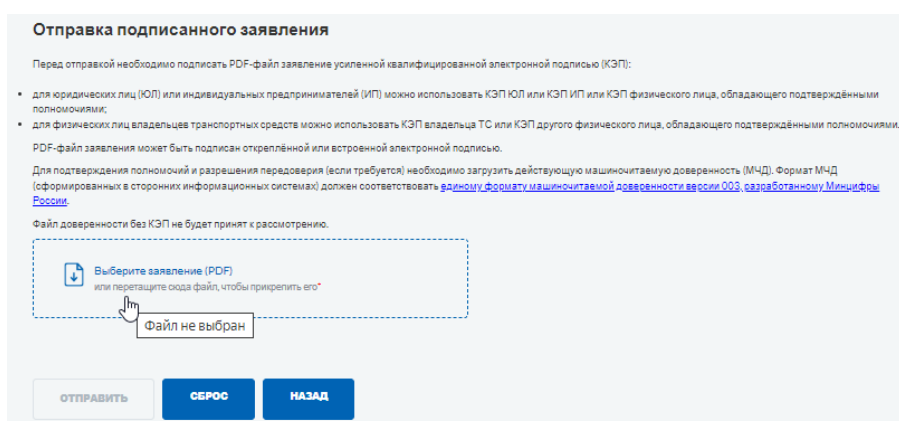 Отправка подписанного заявления
Перед отправкой необходимо подписать PDF-файл заявление усиленной квалифицированной электронной подписью (КЭП):
• для юридических лиц (ЮЛ) или индивидуальных предпринимателей (ИП) можно использовать КЭП ЮЛ или КЭП ИП или КЭП физического лица, обладающего подтверждёнными
полномочиями;
• для физических лиц владельцев транспортных средств можно использовать КЭП владельца ТС или КЭП другого физического лица, обладающего подтверждёнными полномочиями.
PDF-файл заявления может быть подписан откреплённой или встроенной электронной подписью.
Для подтверждения полномочий и разрешения передоверия (если требуется) необходимо загрузить действующую машиночитаемую доверенность (МЧД). Формат МЧД
(сформированных в сторонних информационных системах) должен соответствовать единому формату машиночитаемой доверенности версии 003, разработанному Минцифры
России.
Файл доверенности без КЭП не будет принят к рассмотрению.
Выберите заявление (PDF)
или перетащите сюда файл, чтобы прикрепить его*
Файл не выбран
ОТПРАВИТЬ СБРОС НАЗАД